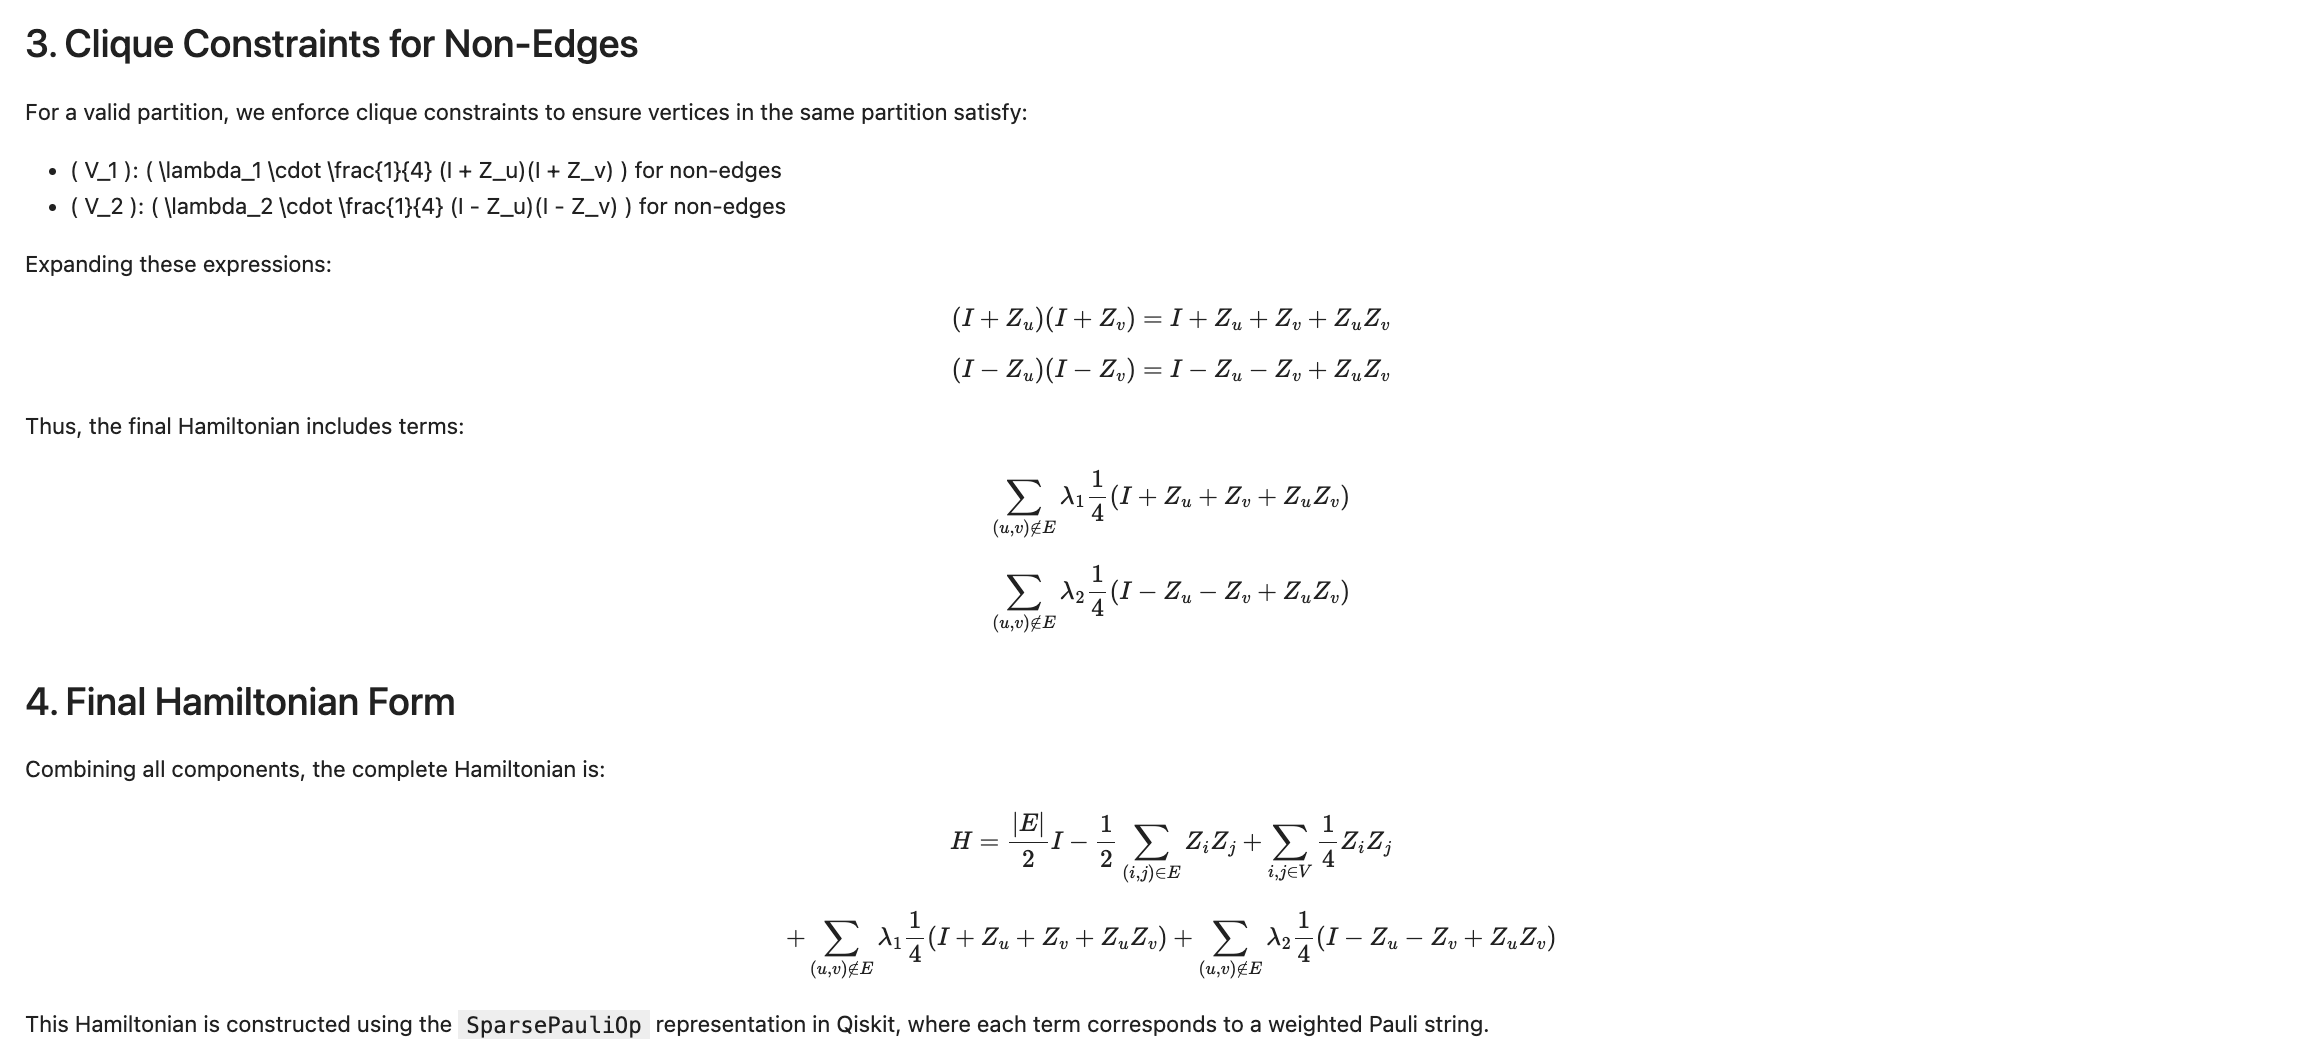 3. Clique Constraints for Non-Edges
For a valid partition, we enforce clique constraints to ensure vertices in the same partition satisfy:
• ( V_1 ): ( \lambda_1 \cdot \frac{1}{4} (I + Z_u)(I + Z_v) ) for non-edges
• ( V_2 ): ( \lambda_2 \cdot \frac{1}{4} (I - Z_u)(I - Z_v) ) for non-edges
Expanding these expressions:
$(I + Z_u)(I + Z_v) = I + Z_u + Z_v + Z_uZ_v$
$(I - Z_u)(I - Z_v) = I - Z_u - Z_v + Z_uZ_v$
Thus, the final Hamiltonian includes terms:
$\sum_{(u,v)\notin E} \lambda_1 \frac{1}{4}(I + Z_u + Z_v + Z_uZ_v)$
$\sum_{(u,v)\notin E} \lambda_2 \frac{1}{4}(I - Z_u - Z_v + Z_uZ_v)$
4. Final Hamiltonian Form
Combining all components, the complete Hamiltonian is:
$H = \frac{|E|}{2}I - \frac{1}{2}\sum_{(i,j)\in E} Z_iZ_j + \sum_{i,j\in V} \frac{1}{4}Z_iZ_j$
$+ \sum_{(u,v)\notin E} \lambda_1 \frac{1}{4}(I + Z_u + Z_v + Z_uZ_v) + \sum_{(u,v)\notin E} \lambda_2 \frac{1}{4}(I - Z_u - Z_v + Z_uZ_v)$
This Hamiltonian is constructed using the SparsePauliOp representation in Qiskit, where each term corresponds to a weighted Pauli string.